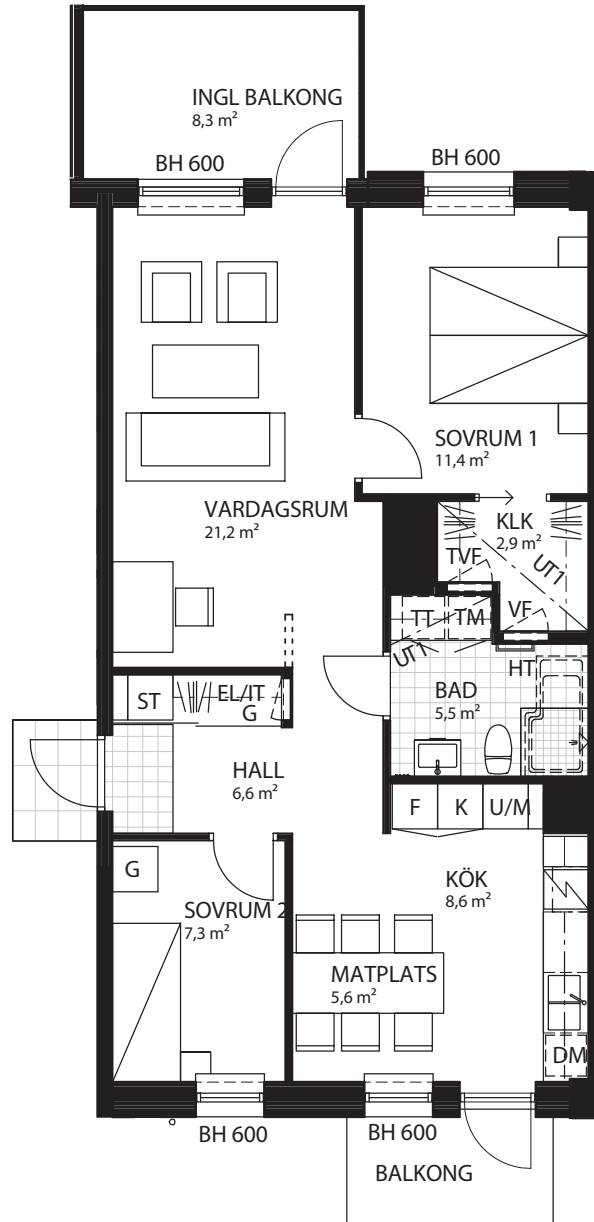 INGL BALKONG
8,3 m²
BH 600
BH 600
SOVRUM 1
11,4 m²
VARDAGSRUM
21,2 m²
KLK
2,9 m²
TVF
UT1
VF
TT
TM
UT1
HT
BAD
5,5 m²
ST
EL/IT
G
HALL
6,6 m²
F
K
U/M
G
KÖK
8,6 m²
SOVRUM 2
7,3 m²
MATPLATS
5,6 m²
DM
BH 600
BH 600
BALKONG